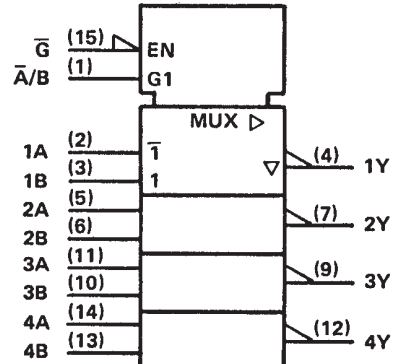 G̅ (15) EN
A̅/B (1) G1
MUX ▷
1A (2) 1̅ ▽ (4) 1Y
1B (3) 1
2A (5) (7) 2Y
2B (6)
3A (11) (9) 3Y
3B (10)
4A (14) (12) 4Y
4B (13)